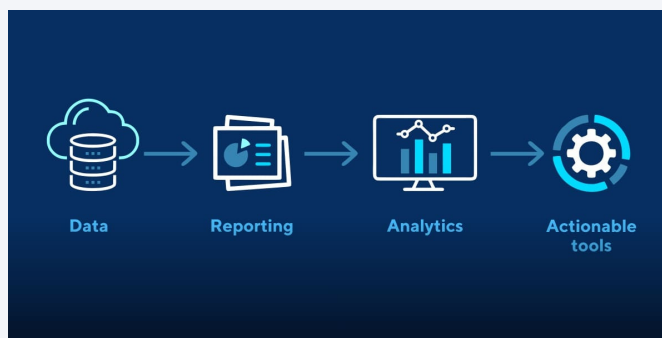 Data
Reporting
Analytics
Actionable
tools